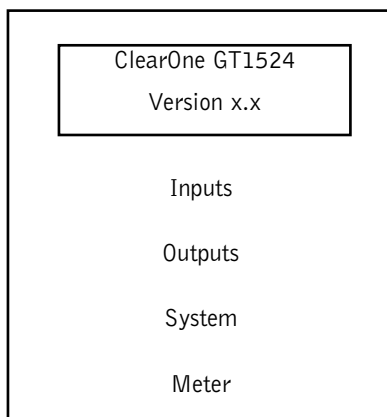 ClearOne GT1524
Version x.x
Inputs
Outputs
System
Meter